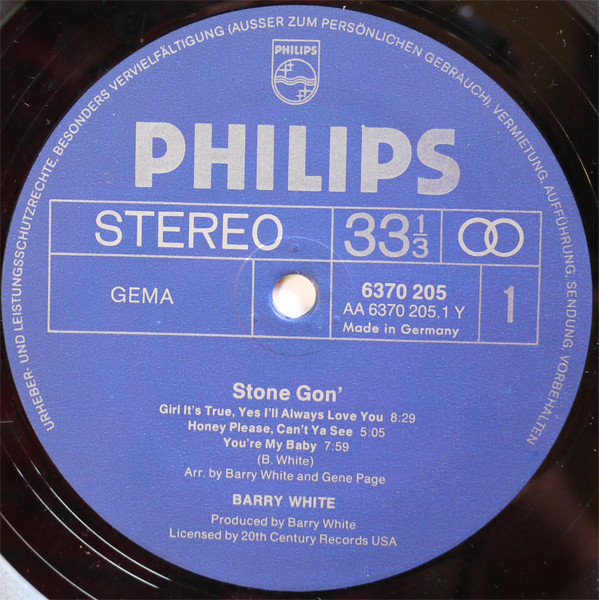 URHEBER- UND LEISTUNGSSCHUTZRECHTE, BESONDERS VERVIELFÄLTIGUNG (AUSSER ZUM PERSÖNLICHEN GEBRAUCH), VERMIETUNG, AUFFÜHRUNG, SENDUNG, VORBEHALTEN
PHILIPS
PHILIPS
STEREO 33 1/3
GEMA
6370 205
AA 6370 205.1 Y
Made in Germany
1
Stone Gon'
Girl It's True, Yes I'll Always Love You 8:29
Honey Please, Can't Ya See 5:05
You're My Baby 7:59
(B. White)
Arr. by Barry White and Gene Page
BARRY WHITE
Produced by Barry White
Licensed by 20th Century Records USA